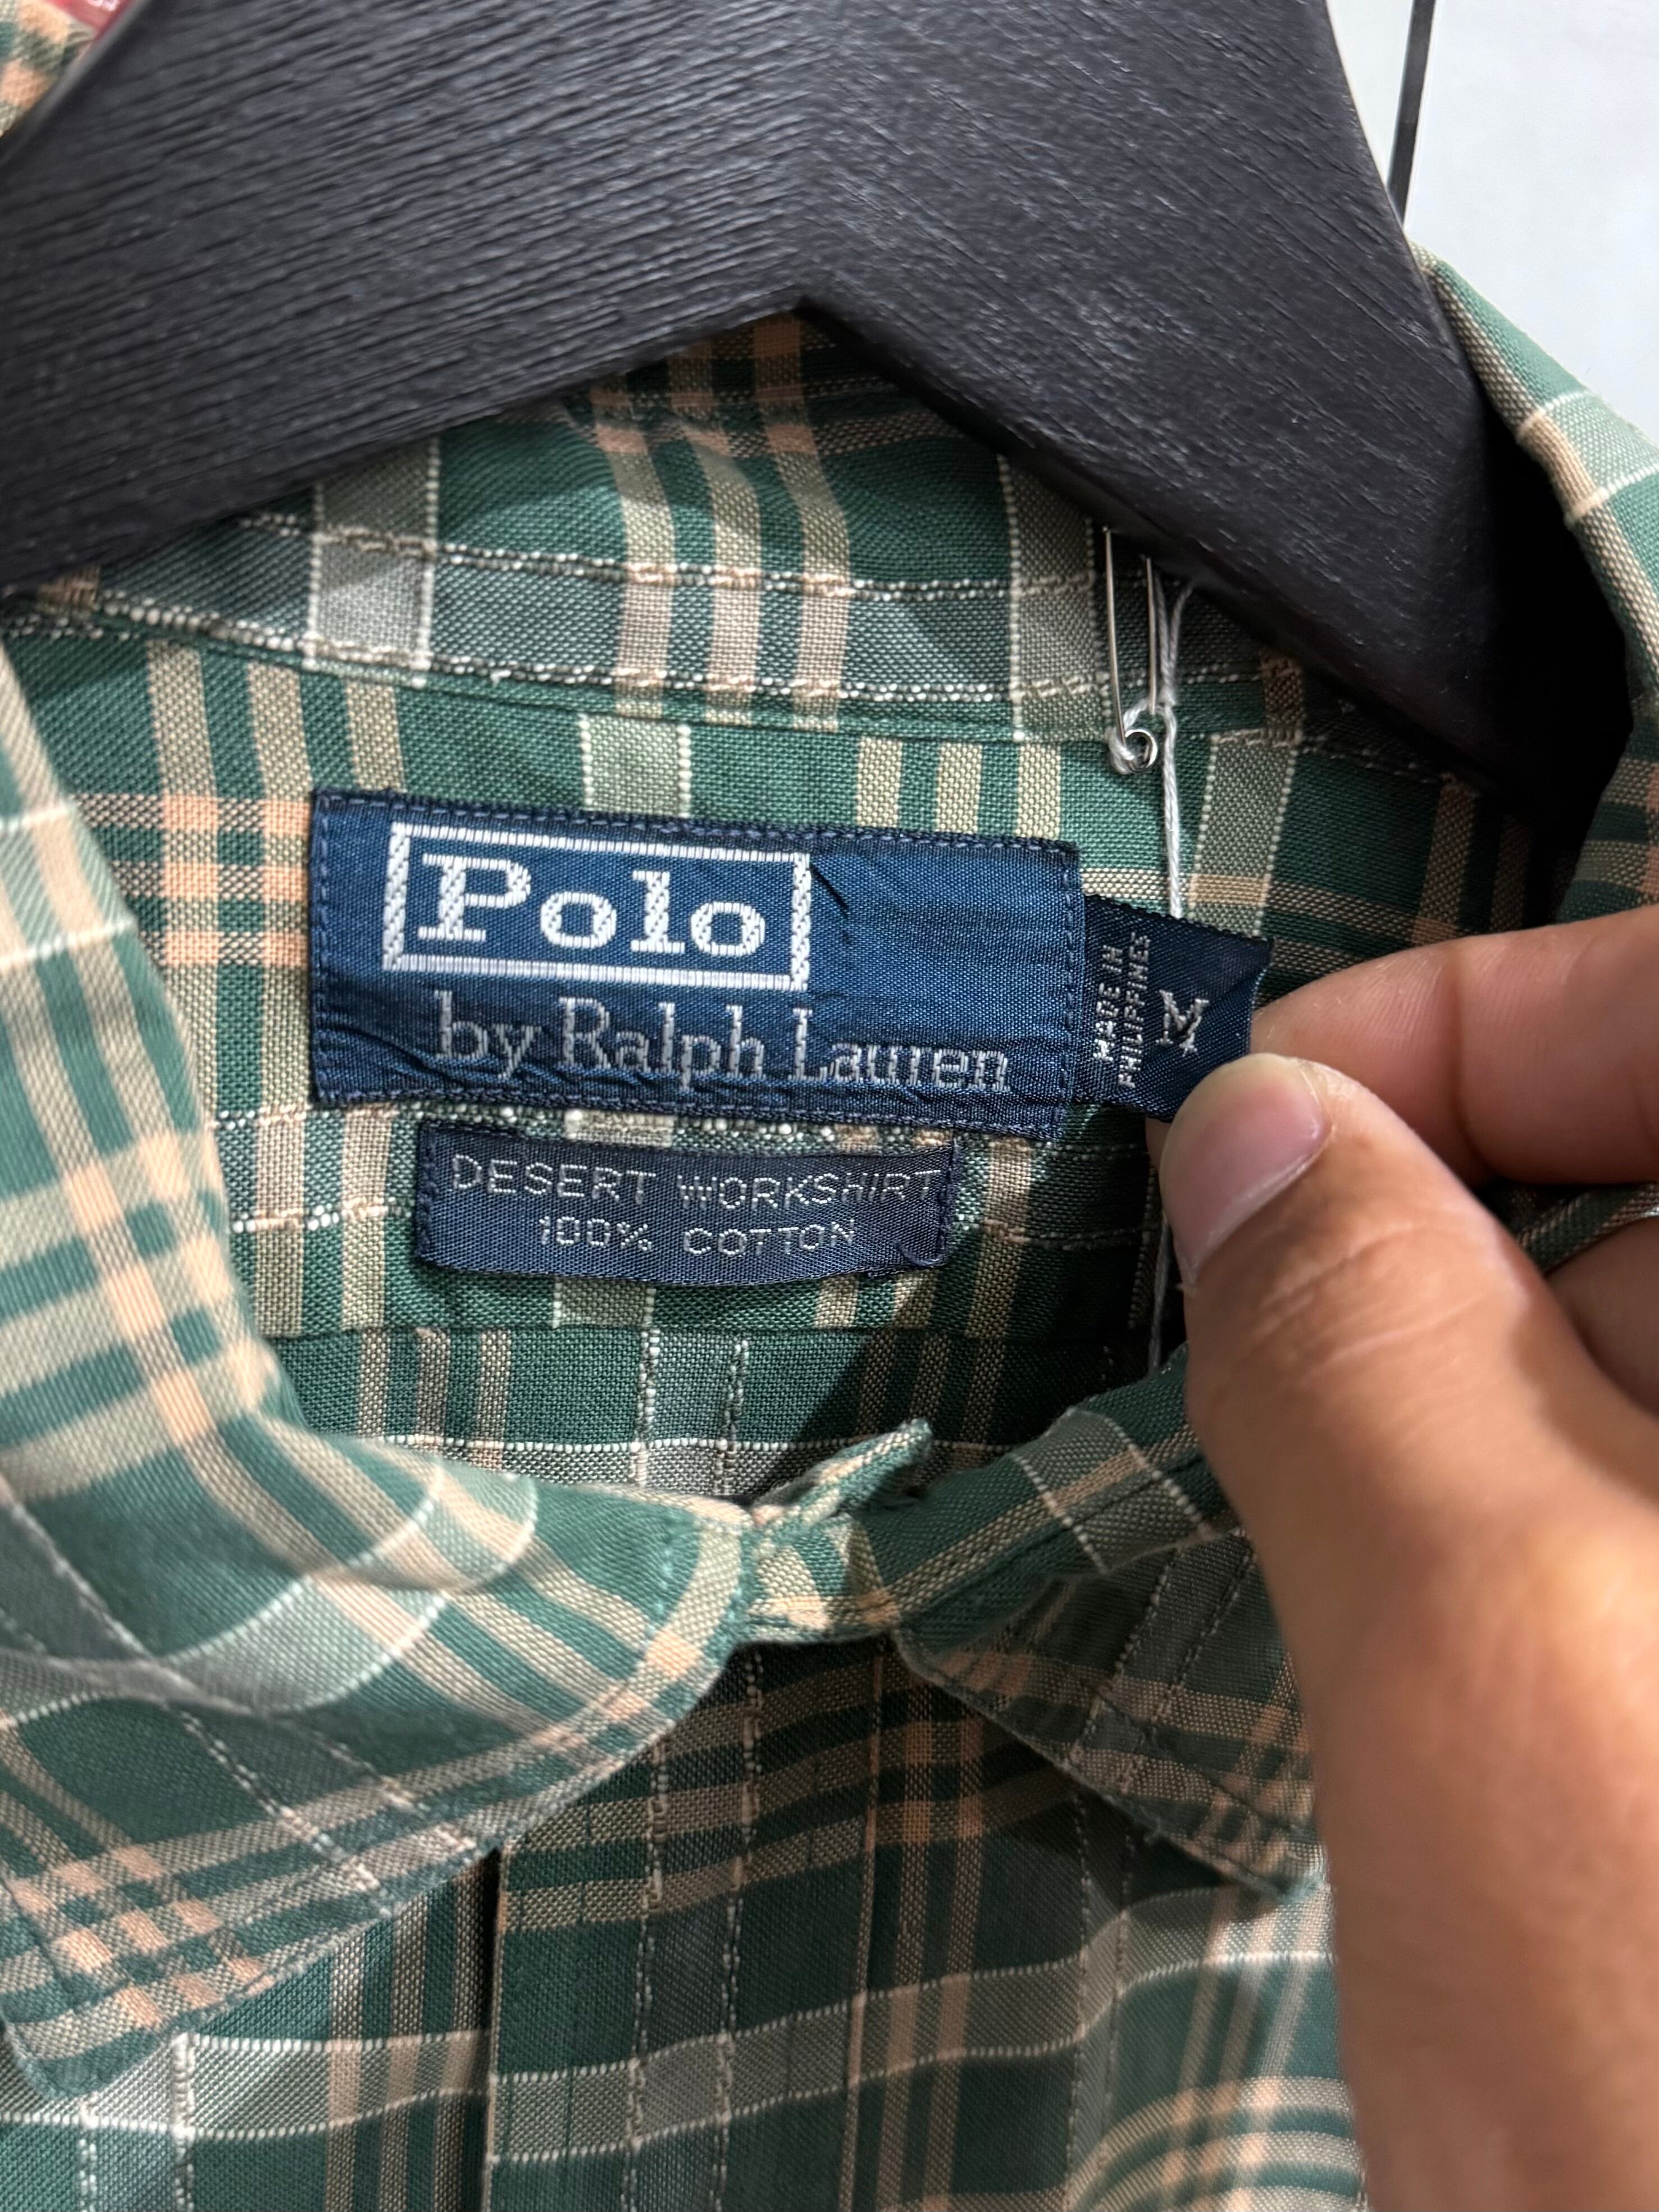 Polo
by Ralph Lauren
MADE IN
PHILIPPINES
M
DESERT WORKSHIRT
100% COTTON